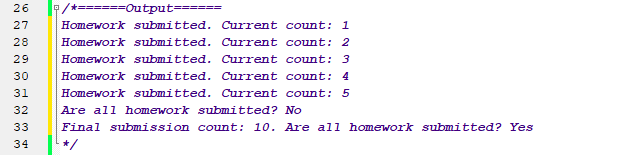 26 /*======Output======
27 Homework submitted. Current count: 1
28 Homework submitted. Current count: 2
29 Homework submitted. Current count: 3
30 Homework submitted. Current count: 4
31 Homework submitted. Current count: 5
32 Are all homework submitted? No
33 Final submission count: 10. Are all homework submitted? Yes
34 */